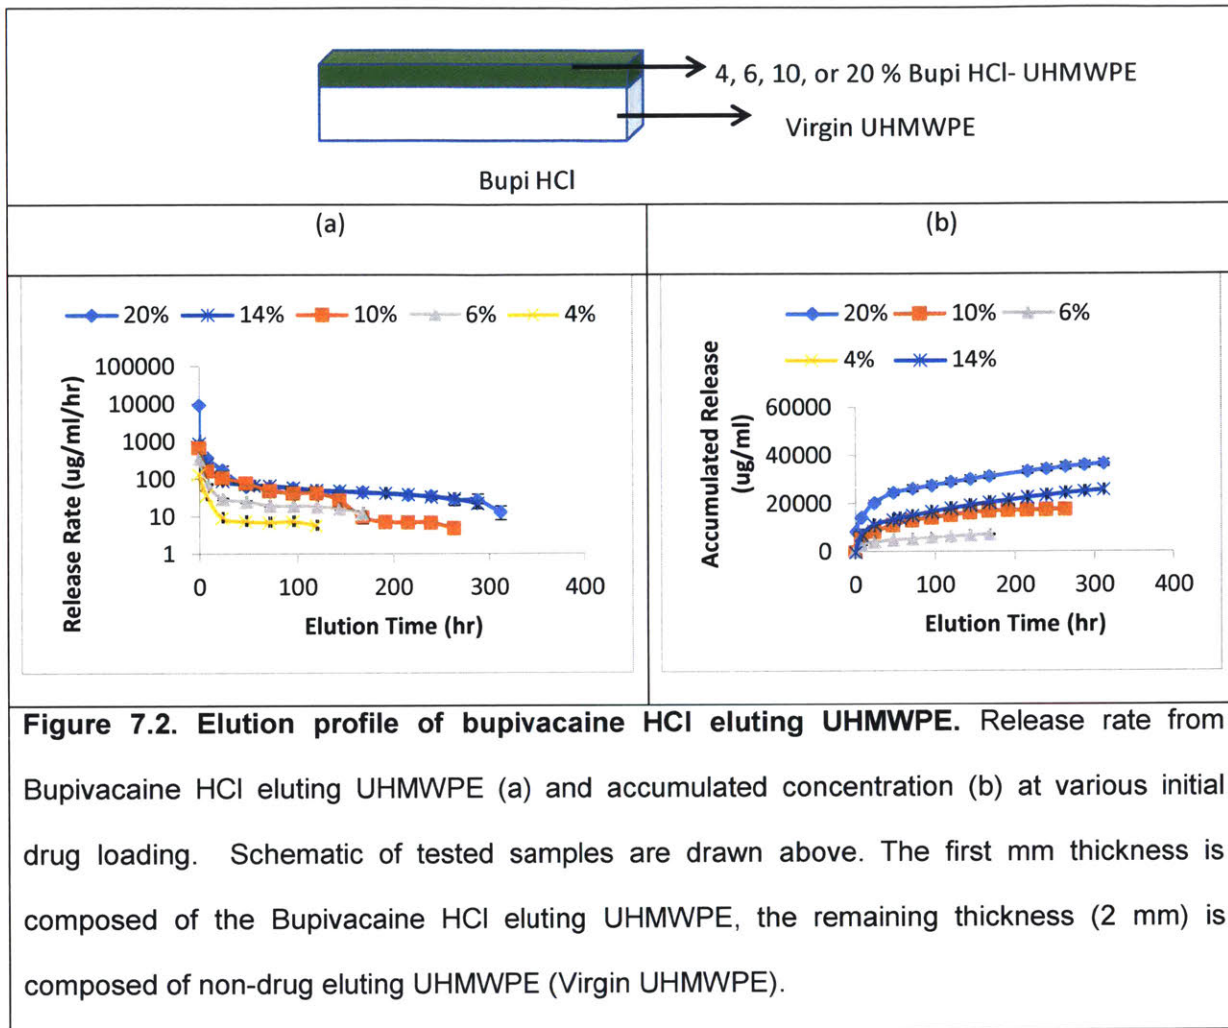 4, 6, 10, or 20 % Bupi HCl- UHMWPE
Virgin UHMWPE
Bupi HCl
(a)
(b)
20% 14% 10% 6% 4%
Release Rate (ug/ml/hr)
100000
10000
1000
100
10
1
0 100 200 300 400
Elution Time (hr)
20% 10% 6%
4% 14%
Accumulated Release
(ug/ml)
60000
40000
20000
0
0 100 200 300 400
Elution Time (hr)
Figure 7.2. Elution profile of bupivacaine HCl eluting UHMWPE. Release rate from
Bupivacaine HCl eluting UHMWPE (a) and accumulated concentration (b) at various initial
drug loading. Schematic of tested samples are drawn above. The first mm thickness is
composed of the Bupivacaine HCl eluting UHMWPE, the remaining thickness (2 mm) is
composed of non-drug eluting UHMWPE (Virgin UHMWPE).